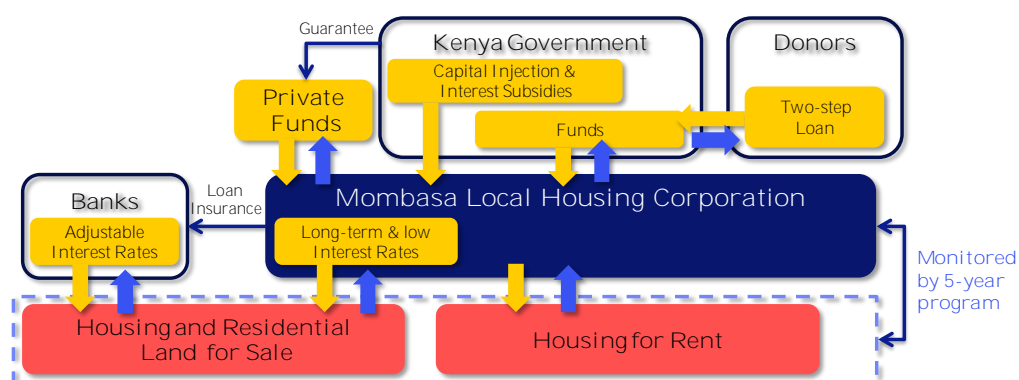 Guarantee
Kenya Government
Donors
Capital Injection &
Interest Subsidies
Private
Funds
Two-step
Loan
Funds
Mombasa Local Housing Corporation
Banks
Loan
Insurance
Adjustable
Interest Rates
Long-term & low
Interest Rates
Monitored
by 5-year
program
Housing and Residential
Land for Sale
Housing for Rent